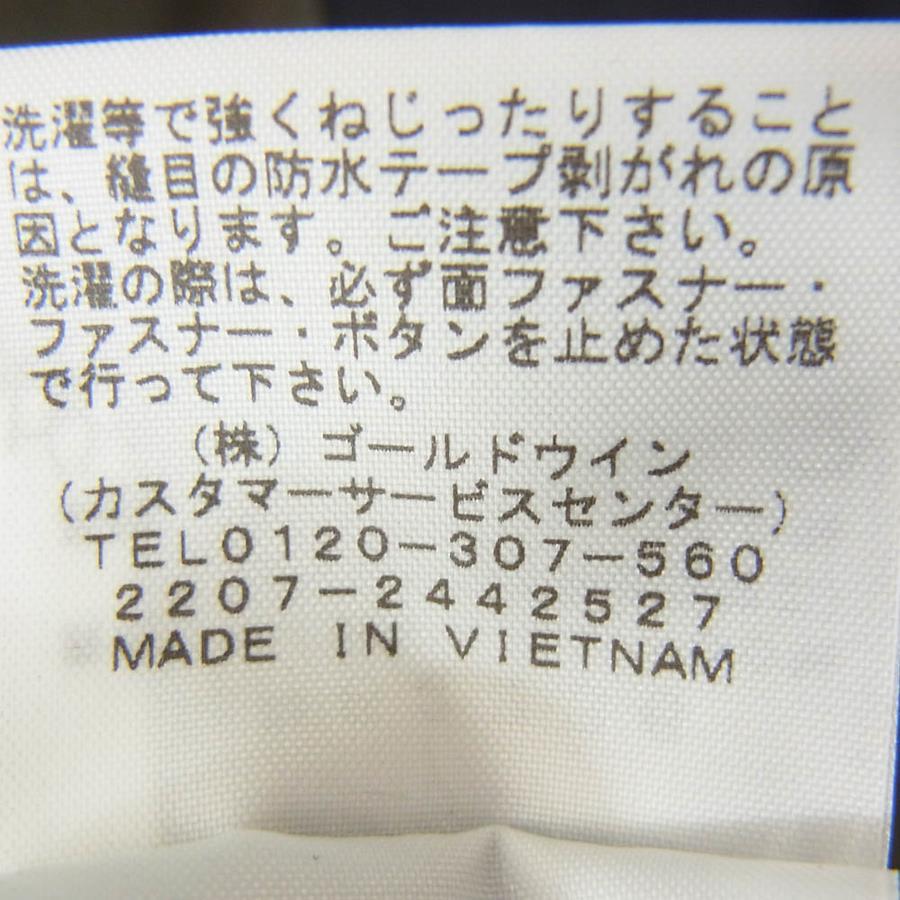 洗濯等で強くねじったりすること
は、縫目の防水テープ剥がれの原
因となります。ご注意下さい。
洗濯の際は、必ず面ファスナー・
ファスナー・ボタンを止めた状態
で行って下さい。
(株)ゴールドウイン
(カスタマーサービスセンター)
TEL0120-307-560
2207-2442527
MADE IN VIETNAM